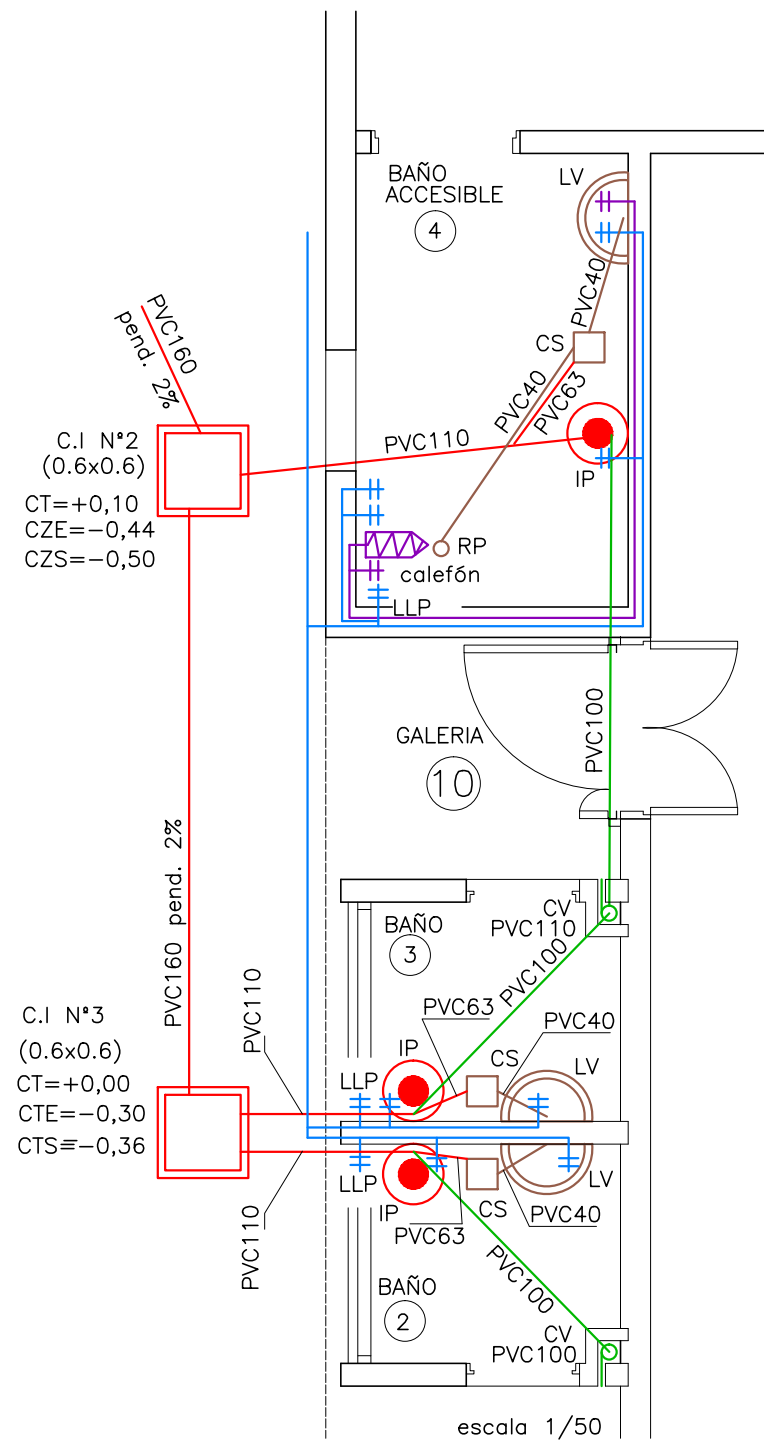 BAÑO
ACCESIBLE
4
LV
PVC40
CS
PVC160
pend. 2%
PVC40
PVC63
C.I N°2
(0.6x0.6)
PVC110
IP
CT=+0,10
CZE=−0,44
CZS=−0,50
RP
calefón
LLP
GALERIA
10
PVC100
PVC160 pend. 2%
CV
PVC110
BAÑO
3
PVC100
PVC63
PVC40
C.I N°3
(0.6x0.6)
CT=+0,00
CTE=−0,30
CTS=−0,36
PVC110
IP
CS
LV
LLP
LLP
IP
CS
LV
PVC110
PVC63
PVC40
PVC100
BAÑO
2
CV
PVC100
escala 1/50